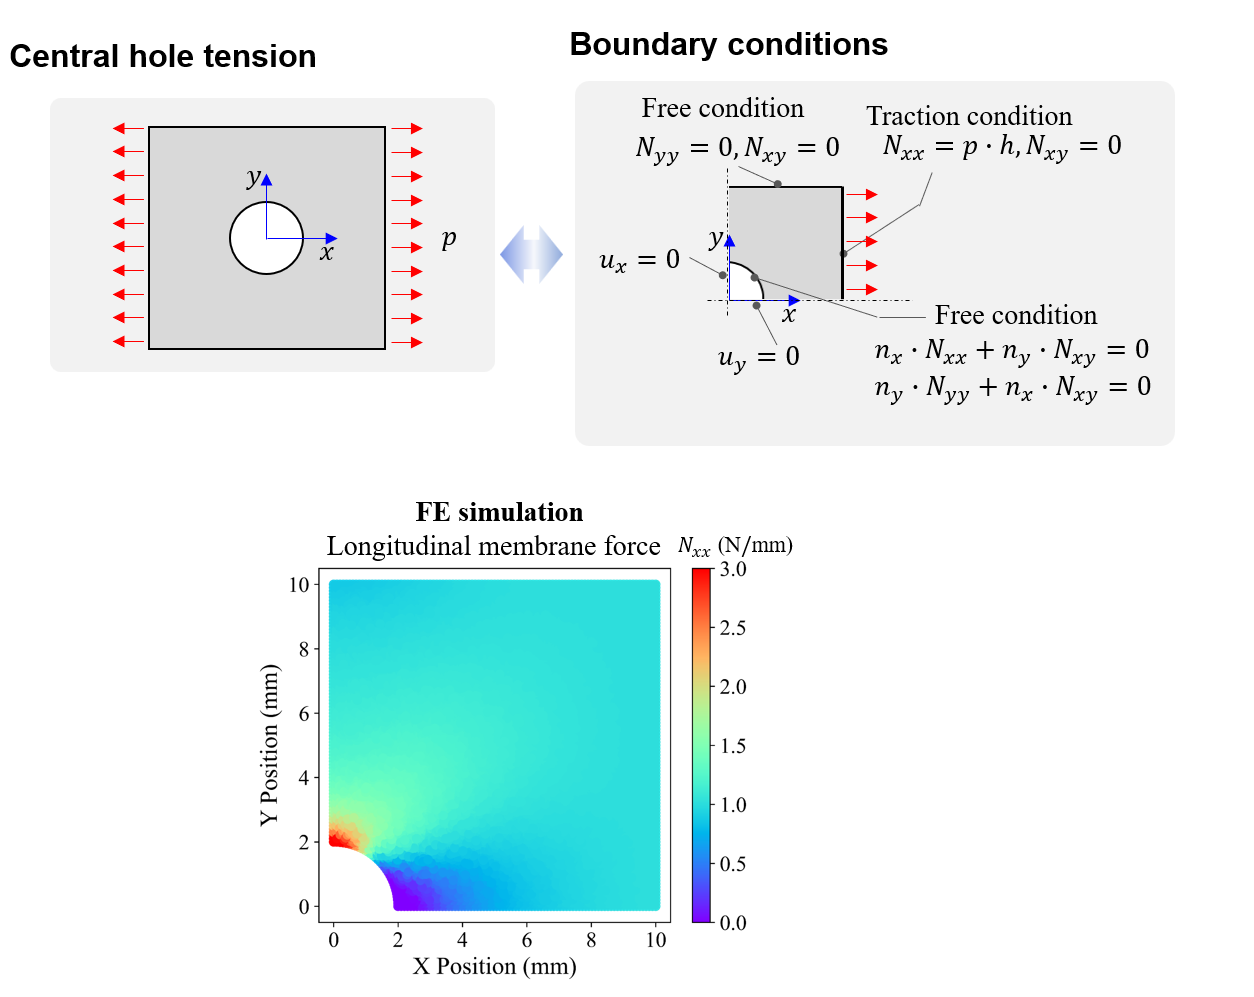 Central hole tension
y
x
p
Boundary conditions
Free condition
N_yy = 0, N_xy = 0
Traction condition
N_xx = p · h, N_xy = 0
u_x = 0
y
x
u_y = 0
Free condition
n_x · N_xx + n_y · N_xy = 0
n_y · N_yy + n_x · N_xy = 0
FE simulation
Longitudinal membrane force
N_xx (N/mm)
10
8
6
4
2
0
Y Position (mm)
0 2 4 6 8 10
X Position (mm)
3.0
2.5
2.0
1.5
1.0
0.5
0.0